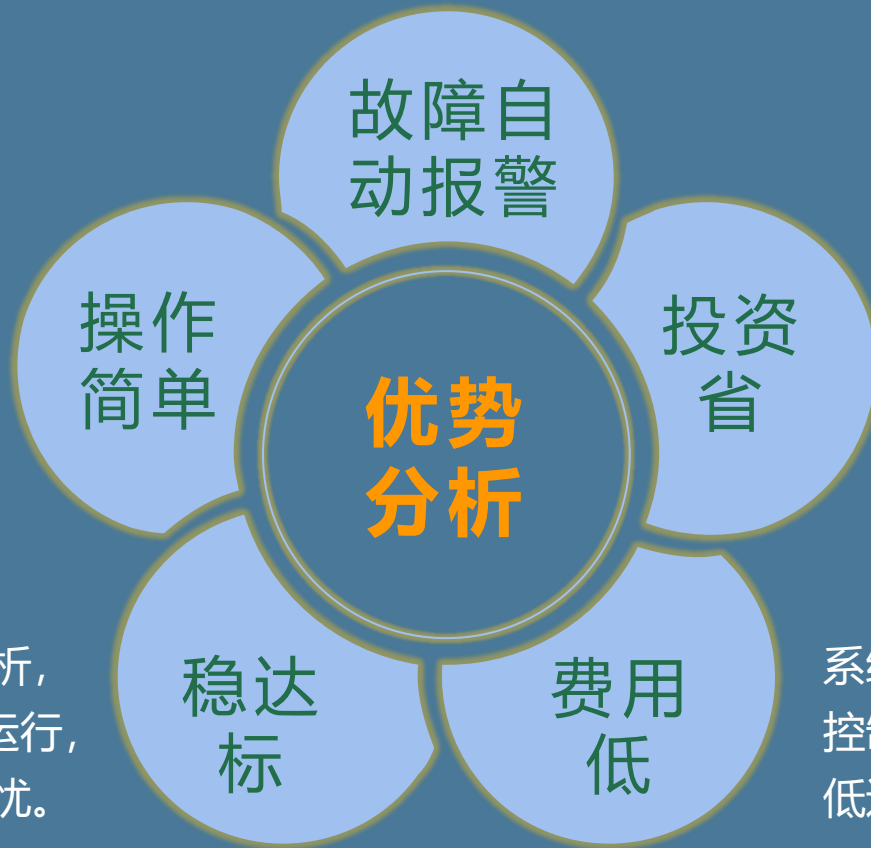 故障自
动报警
操作
简单
投资
省
优势
分析
稳达
标
费用
低
析，
运行，
忧。
系
控
低